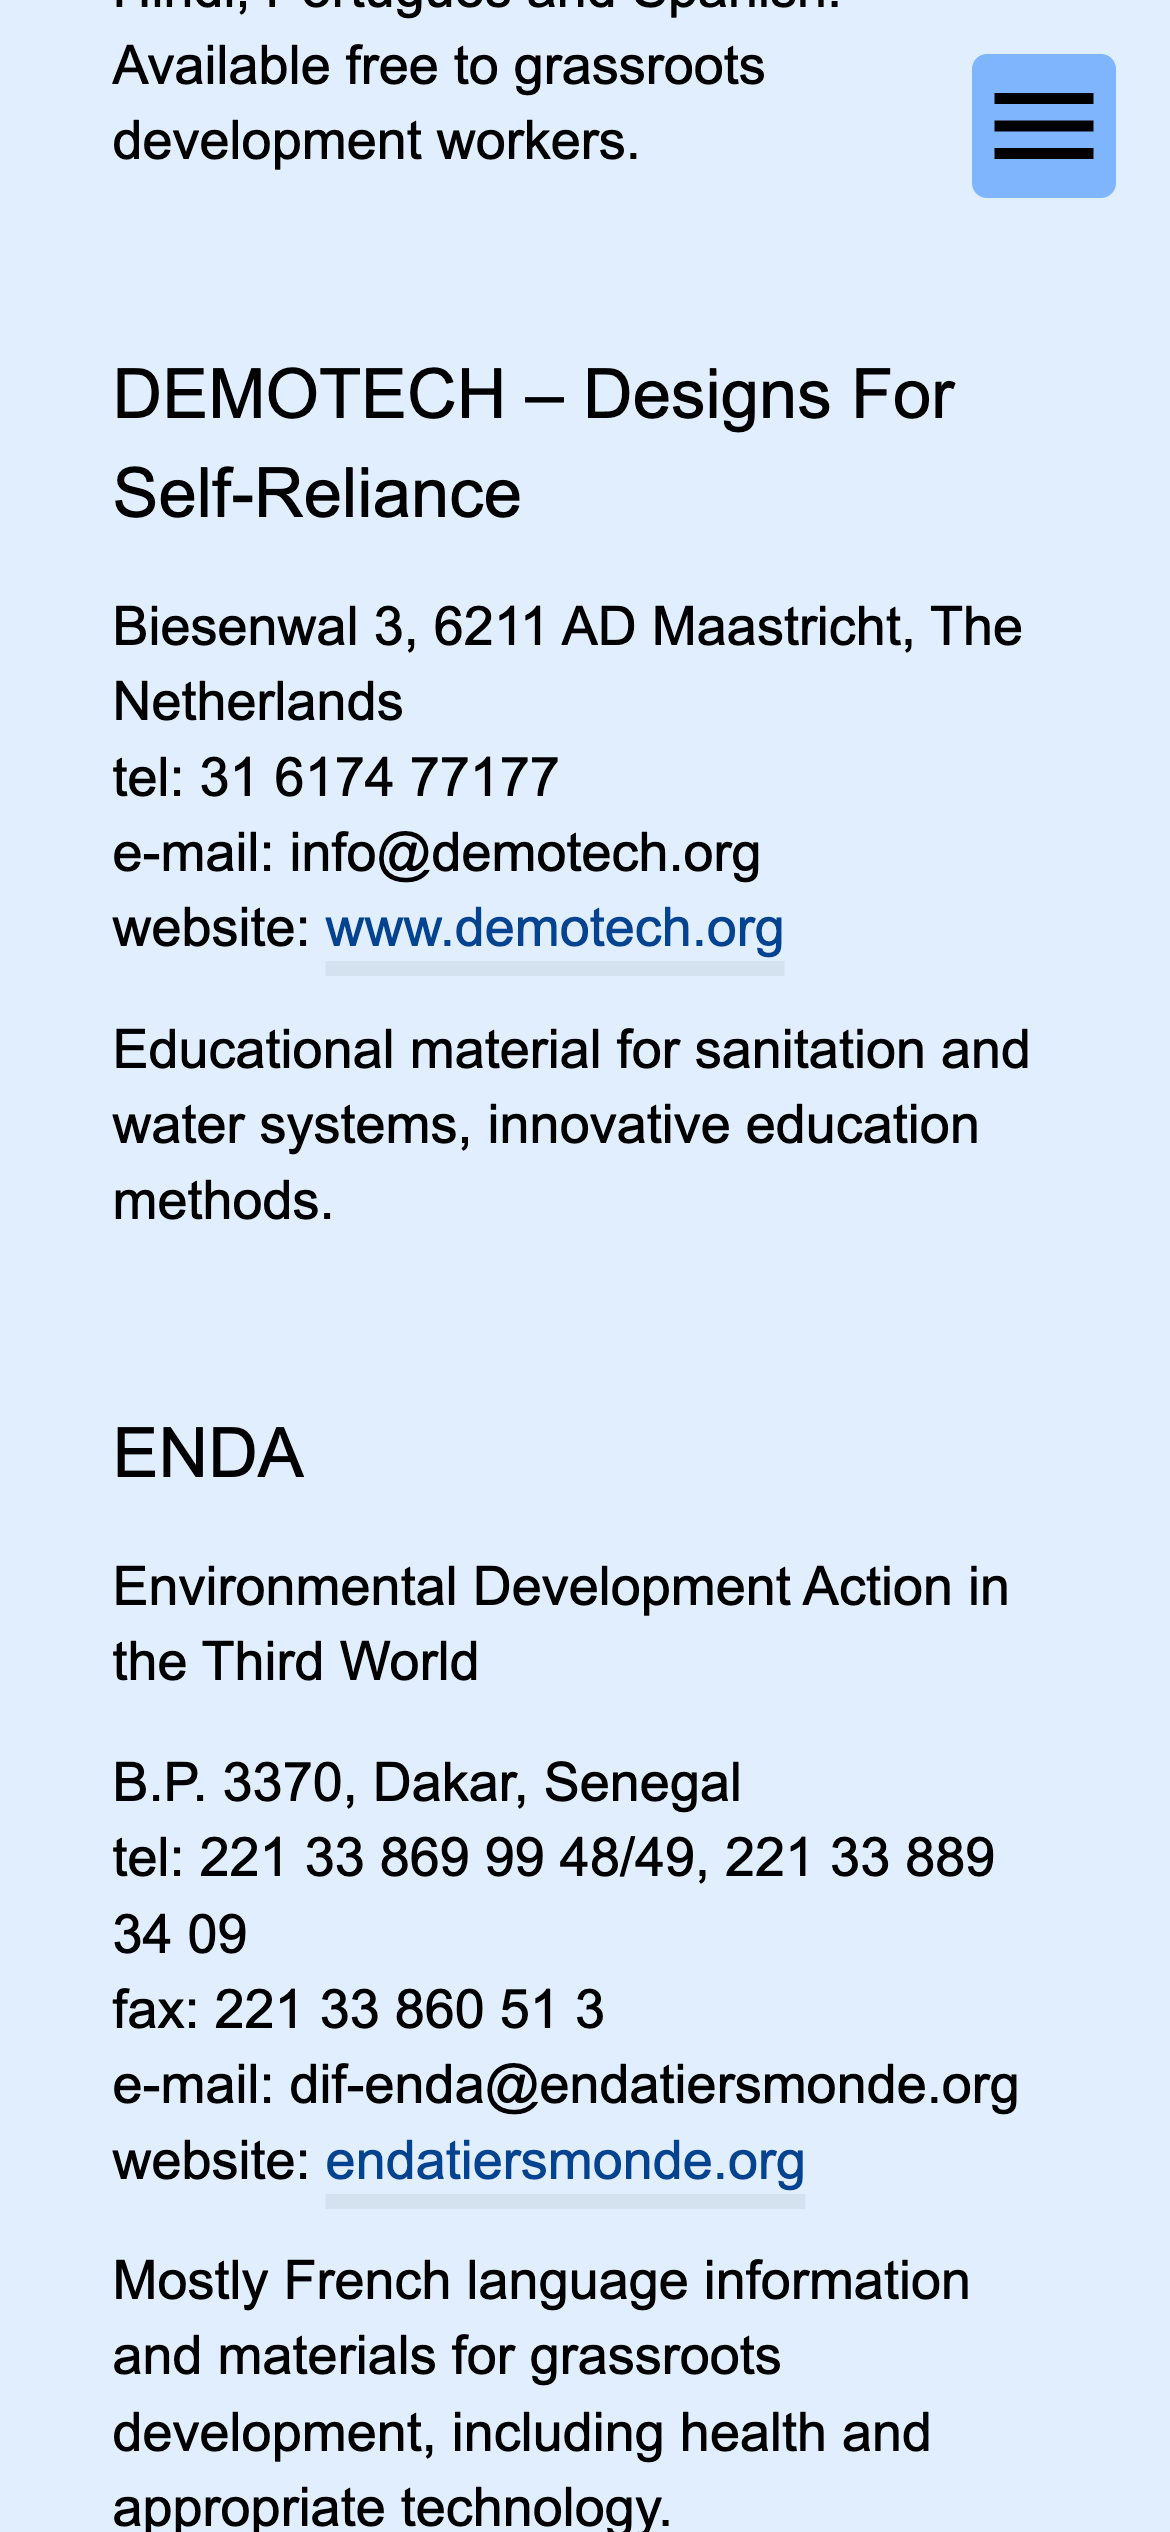 Hindi, Portugues and Spanish.
Available free to grassroots
development workers.
DEMOTECH – Designs For
Self-Reliance
Biesenwal 3, 6211 AD Maastricht, The
Netherlands
tel: 31 6174 77177
e-mail: info@demotech.org
website: www.demotech.org
Educational material for sanitation and
water systems, innovative education
methods.
ENDA
Environmental Development Action in
the Third World
B.P. 3370, Dakar, Senegal
tel: 221 33 869 99 48/49, 221 33 889
34 09
fax: 221 33 860 51 3
e-mail: dif-enda@endatiersmonde.org
website: endatiersmonde.org
Mostly French language information
and materials for grassroots
development, including health and
appropriate technology.